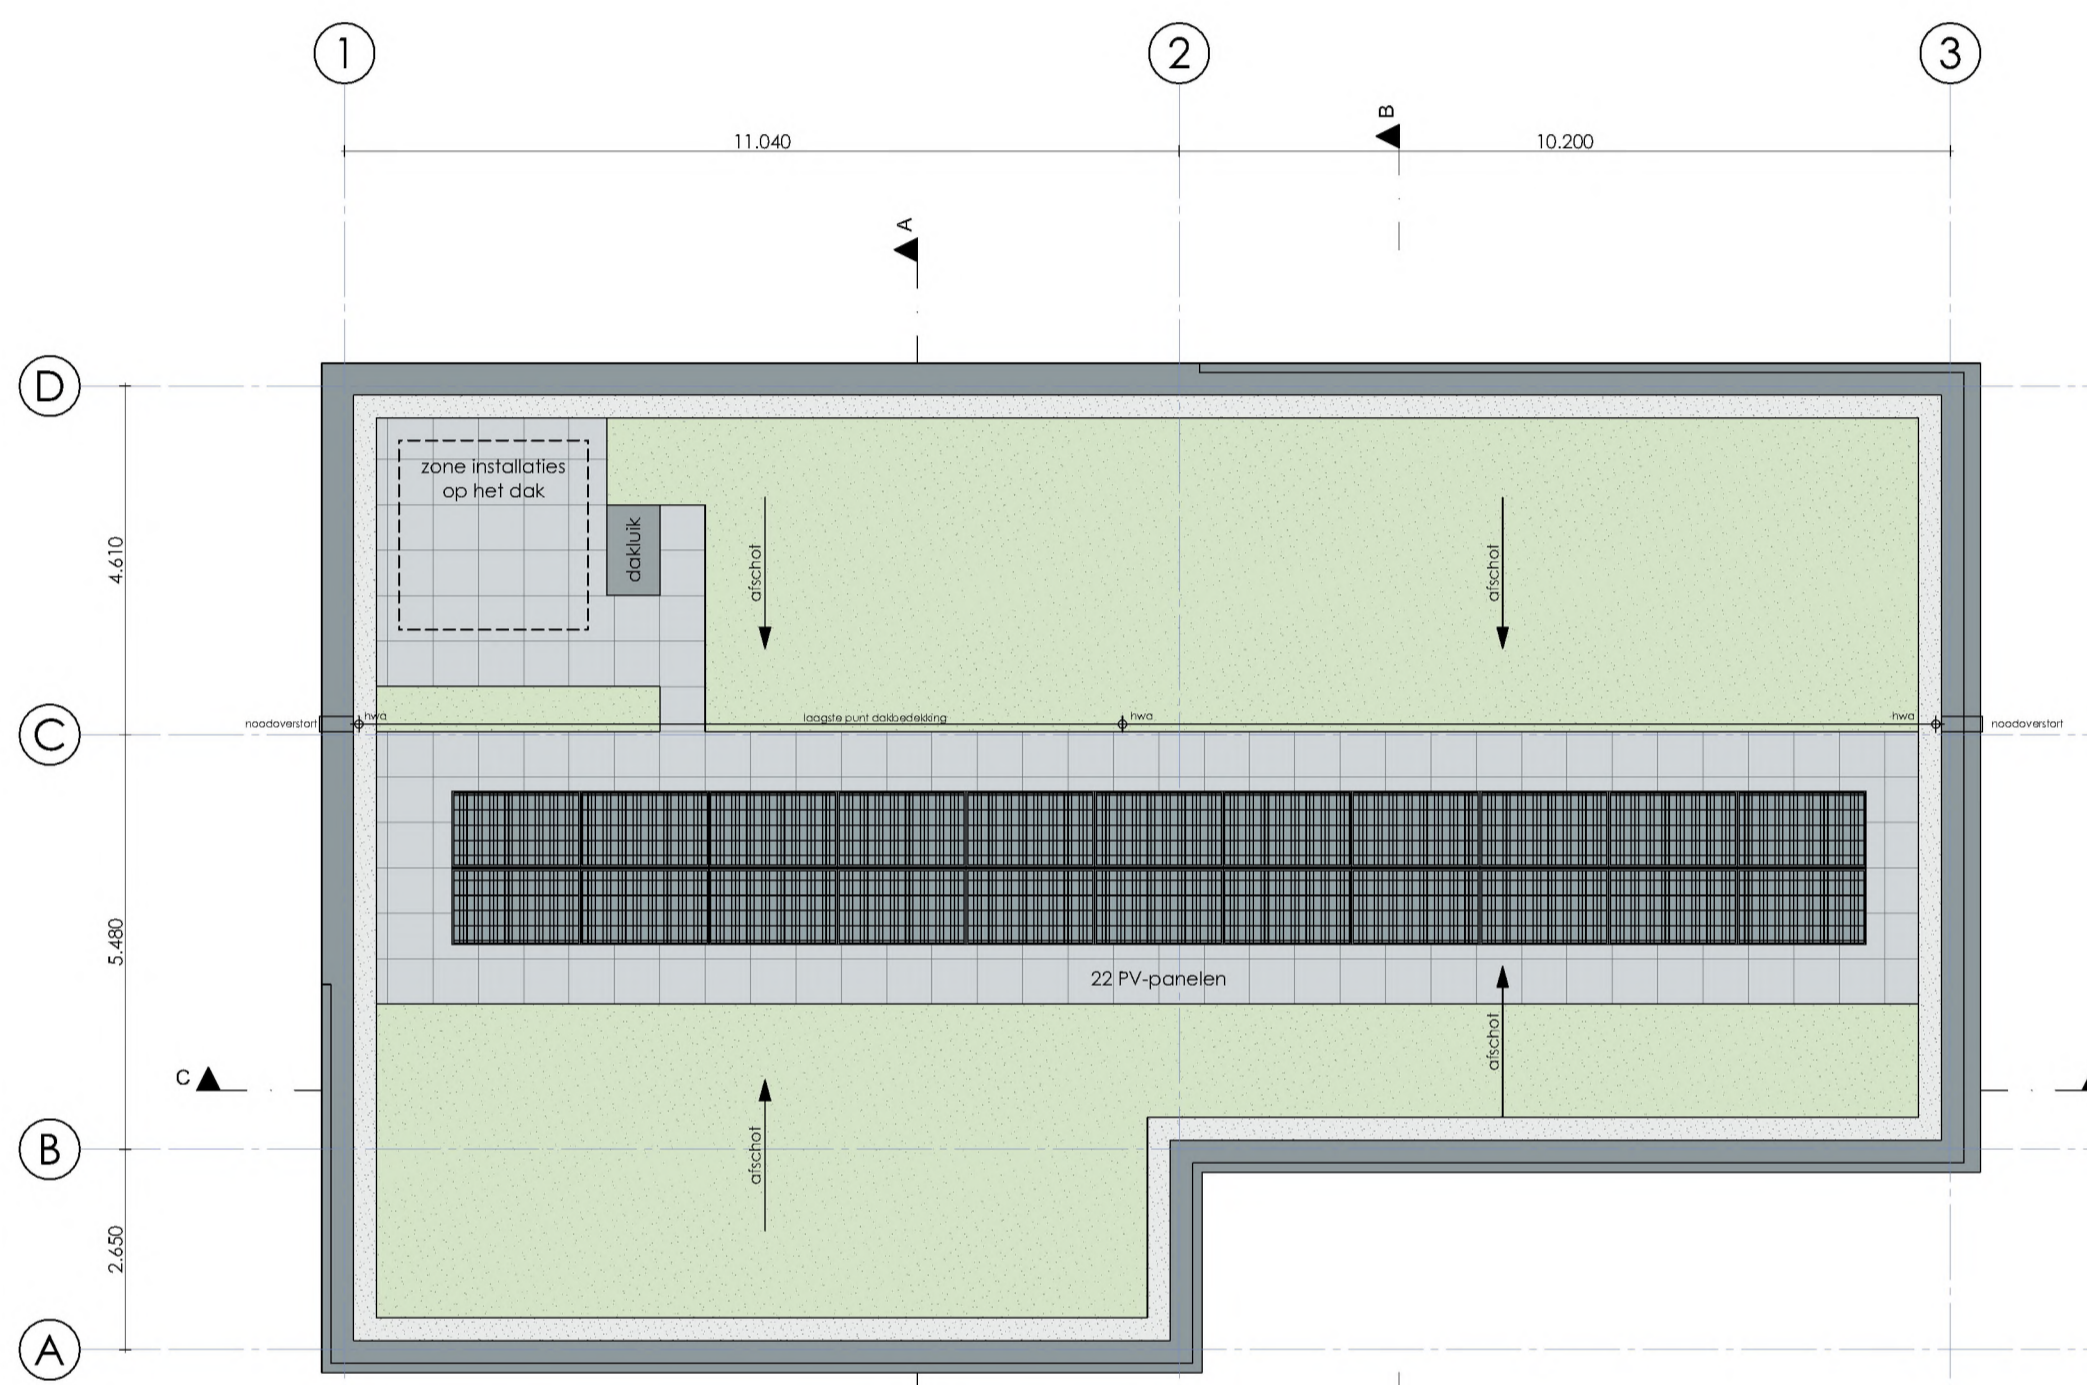 1
2
3
11.040
B
10.200
A
D
zone installaties
op het dak
dakluik
afschot
afschot
4.610
C
noodoverstort
hwa
laagste punt dakbedekking
hwa
hwa
noodoverstort
5.480
22 PV-panelen
afschot
C
afschot
B
2.650
A